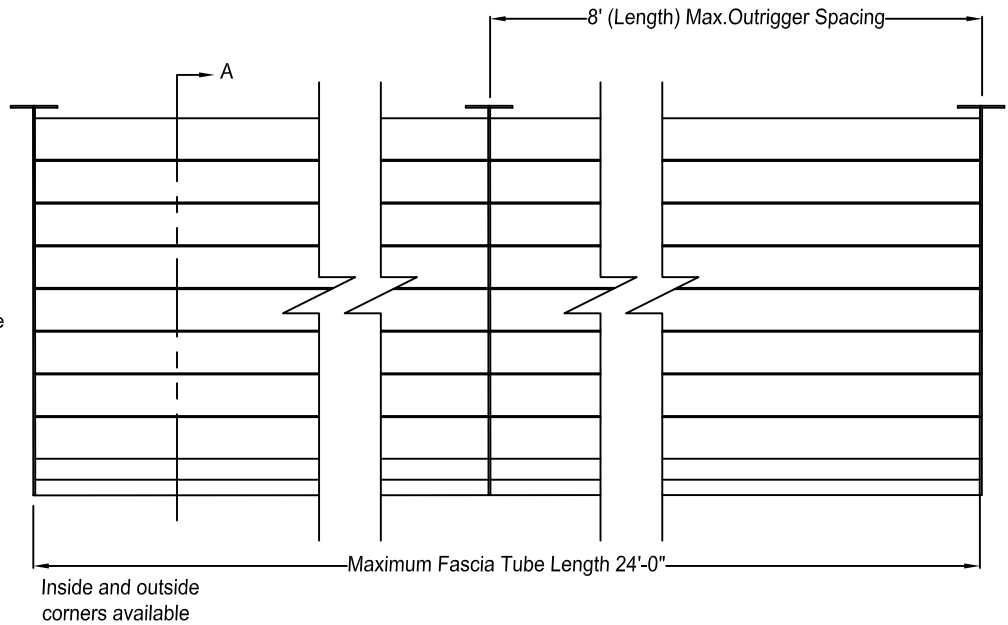 8' (Length) Max.Outrigger Spacing
A
e
Maximum Fascia Tube Length 24'-0"
Inside and outside
corners available